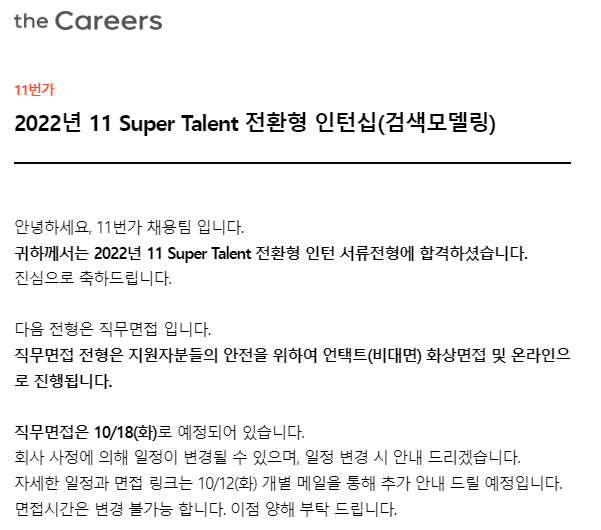 the Careers
11번가
2022년 11 Super Talent 전환형 인턴십(검색모델링)
안녕하세요, 11번가 채용팀 입니다.
귀하께서는 2022년 11 Super Talent 전환형 인턴 서류전형에 합격하셨습니다.
진심으로 축하드립니다.
다음 전형은 직무면접 입니다.
직무면접 전형은 지원자분들의 안전을 위하여 언택트(비대면) 화상면접 및 온라인으
로 진행됩니다.
직무면접은 10/18(화)로 예정되어 있습니다.
회사 사정에 의해 일정이 변경될 수 있으며, 일정 변경 시 안내 드리겠습니다.
자세한 일정과 면접 링크는 10/12(화) 개별 메일을 통해 추가 안내 드릴 예정입니다.
면접시간은 변경 불가능 합니다. 이점 양해 부탁 드립니다.